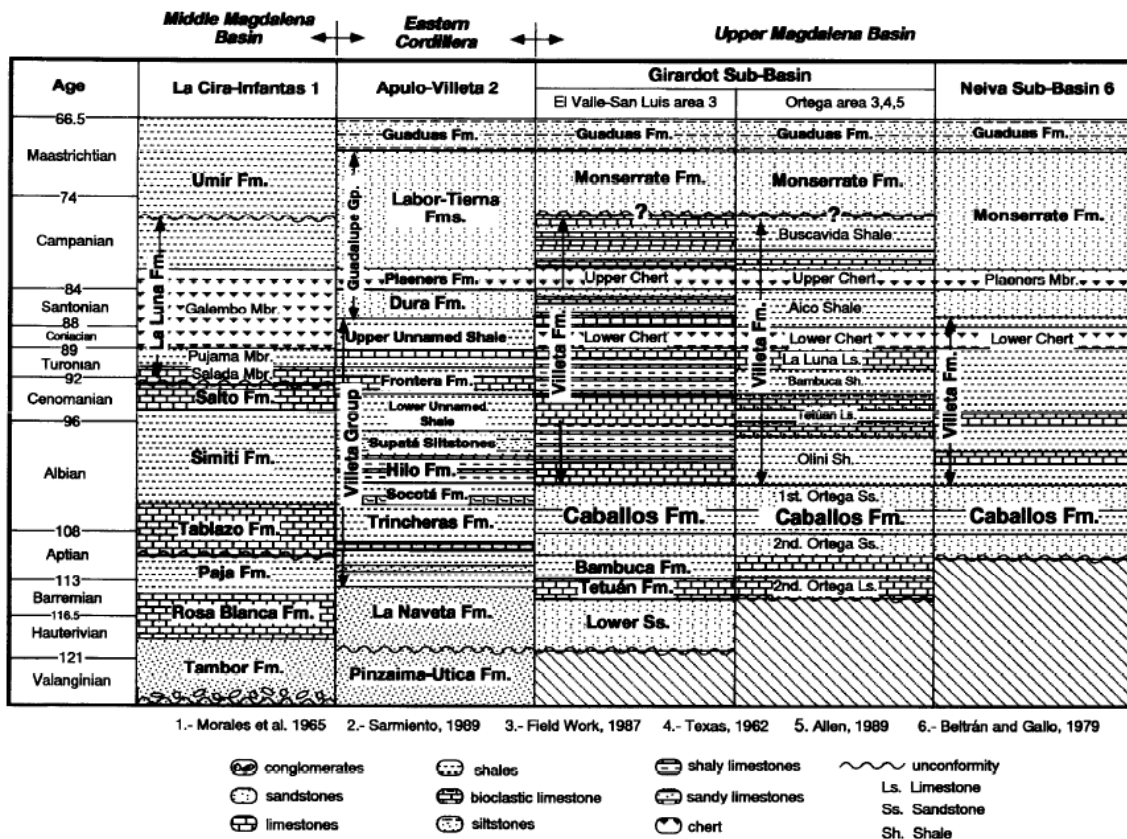 Middle Magdalena Basin
Eastern Cordillera
Upper Magdalena Basin
Age
La Cira-Infantas 1
Apulo-Villeta 2
Girardot Sub-Basin
El Valle-San Luis area 3
Ortega area 3,4,5
Neiva Sub-Basin 6
66.5
Maastrichtian
74
Campanian
84
Santonian
88
Coniacian
89
Turonian
92
Cenomanian
96
Albian
108
Aptian
113
Barremian
116.5
Hauterivian
121
Valanginian
Umir Fm.
La Luna Fm.
Galembo Mbr.
Pujama Mbr.
Salada Mbr.
Salto Fm.
Simiti Fm.
Tablazo Fm.
Paja Fm.
Rosa Blanca Fm.
Tambor Fm.
Guaduas Fm.
Guadalupe Gp.
Labor-Tierna Fms.
Plaeners Fm.
Dura Fm.
Villeta Group
Upper Unnamed Shale
Frontera Fm.
Lower Unnamed Shale
Supatá Siltstones
Hilo Fm.
Socotá Fm.
Trincheras Fm.
La Naveta Fm.
Pinzaima-Utica Fm.
Guaduas Fm.
Monserrate Fm.
?
Villeta Fm.
Upper Chert
Lower Chert
Caballos Fm.
Bambuca Fm.
Tetuán Fm.
Lower Ss.
Guaduas Fm.
Monserrate Fm.
?
Villeta Fm.
Buscavida Shale
Upper Chert
Aico Shale
Lower Chert
La Luna Ls.
Bambuca Sh.
Tetúan Ls.
Olini Sh.
1st. Ortega Ss.
Caballos Fm.
2nd. Ortega Ss.
2nd. Ortega Ls.
Guaduas Fm.
Monserrate Fm.
Plaeners Mbr.
Villeta Fm.
Lower Chert
Caballos Fm.
1.- Morales et al. 1965 2.- Sarmiento, 1989 3.- Field Work, 1987 4.- Texas, 1962 5. Allen, 1989 6.- Beltrán and Gallo, 1979
conglomerates
sandstones
limestones
shales
bioclastic limestone
siltstones
shaly limestones
sandy limestones
chert
unconformity
Ls. Limestone
Ss. Sandstone
Sh. Shale